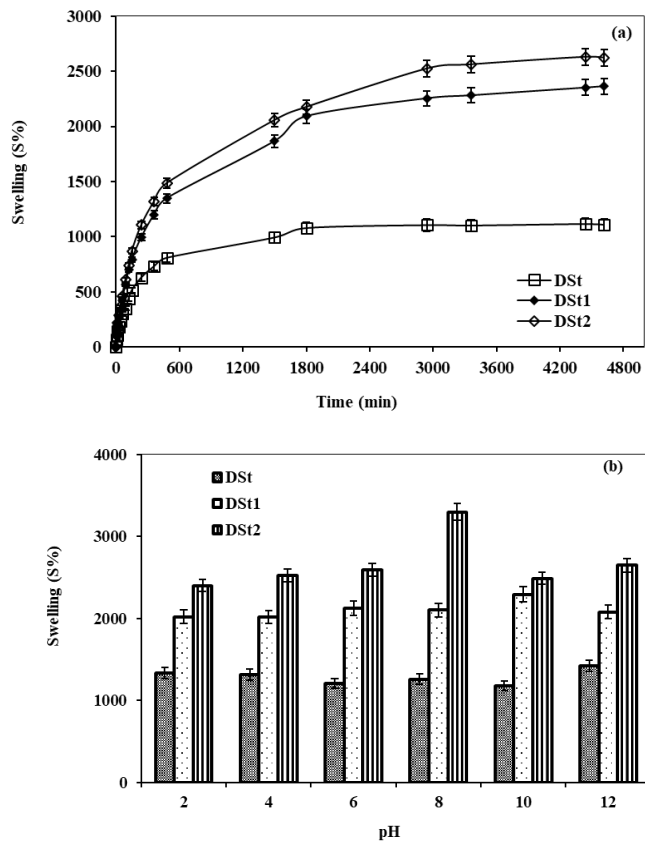 (a)
3000
2500
2000
1500
1000
500
0
Swelling (S%)
DSt
DSt1
DSt2
0 600 1200 1800 2400 3000 3600 4200 4800
Time (min)
(b)
4000
3000
2000
1000
0
Swelling (S%)
DSt
DSt1
DSt2
2 4 6 8 10 12
pH